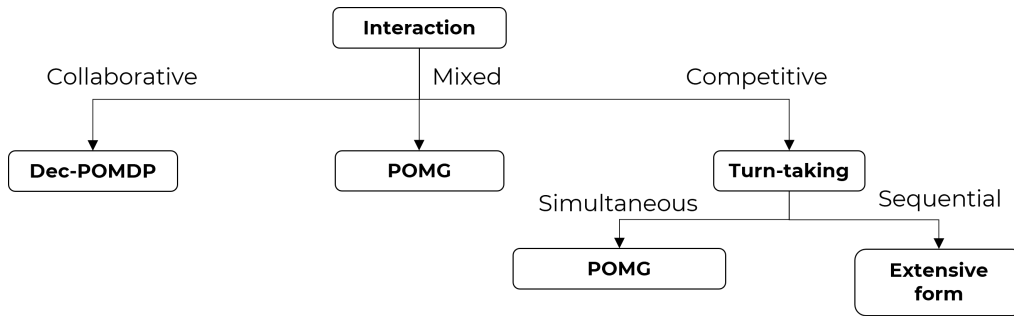 Interaction
Collaborative
Mixed
Competitive
Dec-POMDP
POMG
Turn-taking
Simultaneous
Sequential
POMG
Extensive
form